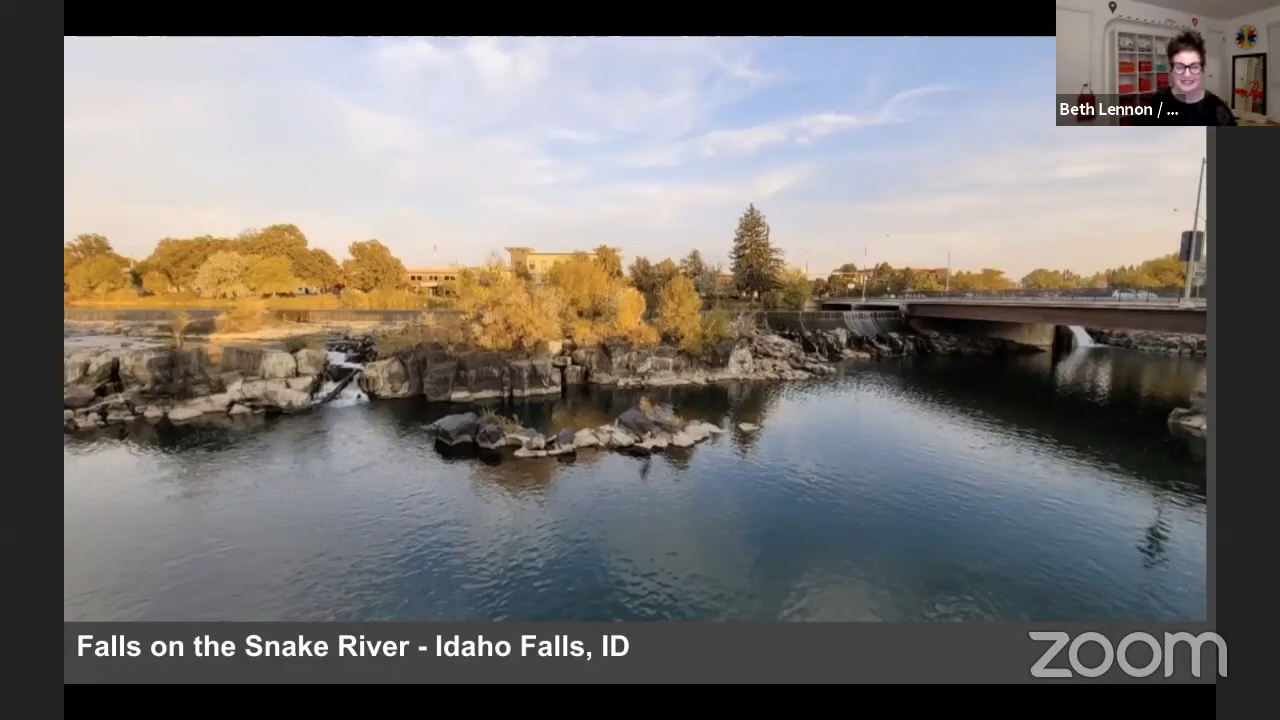 Beth Lennon / ...
Falls on the Snake River - Idaho Falls, ID
zoom